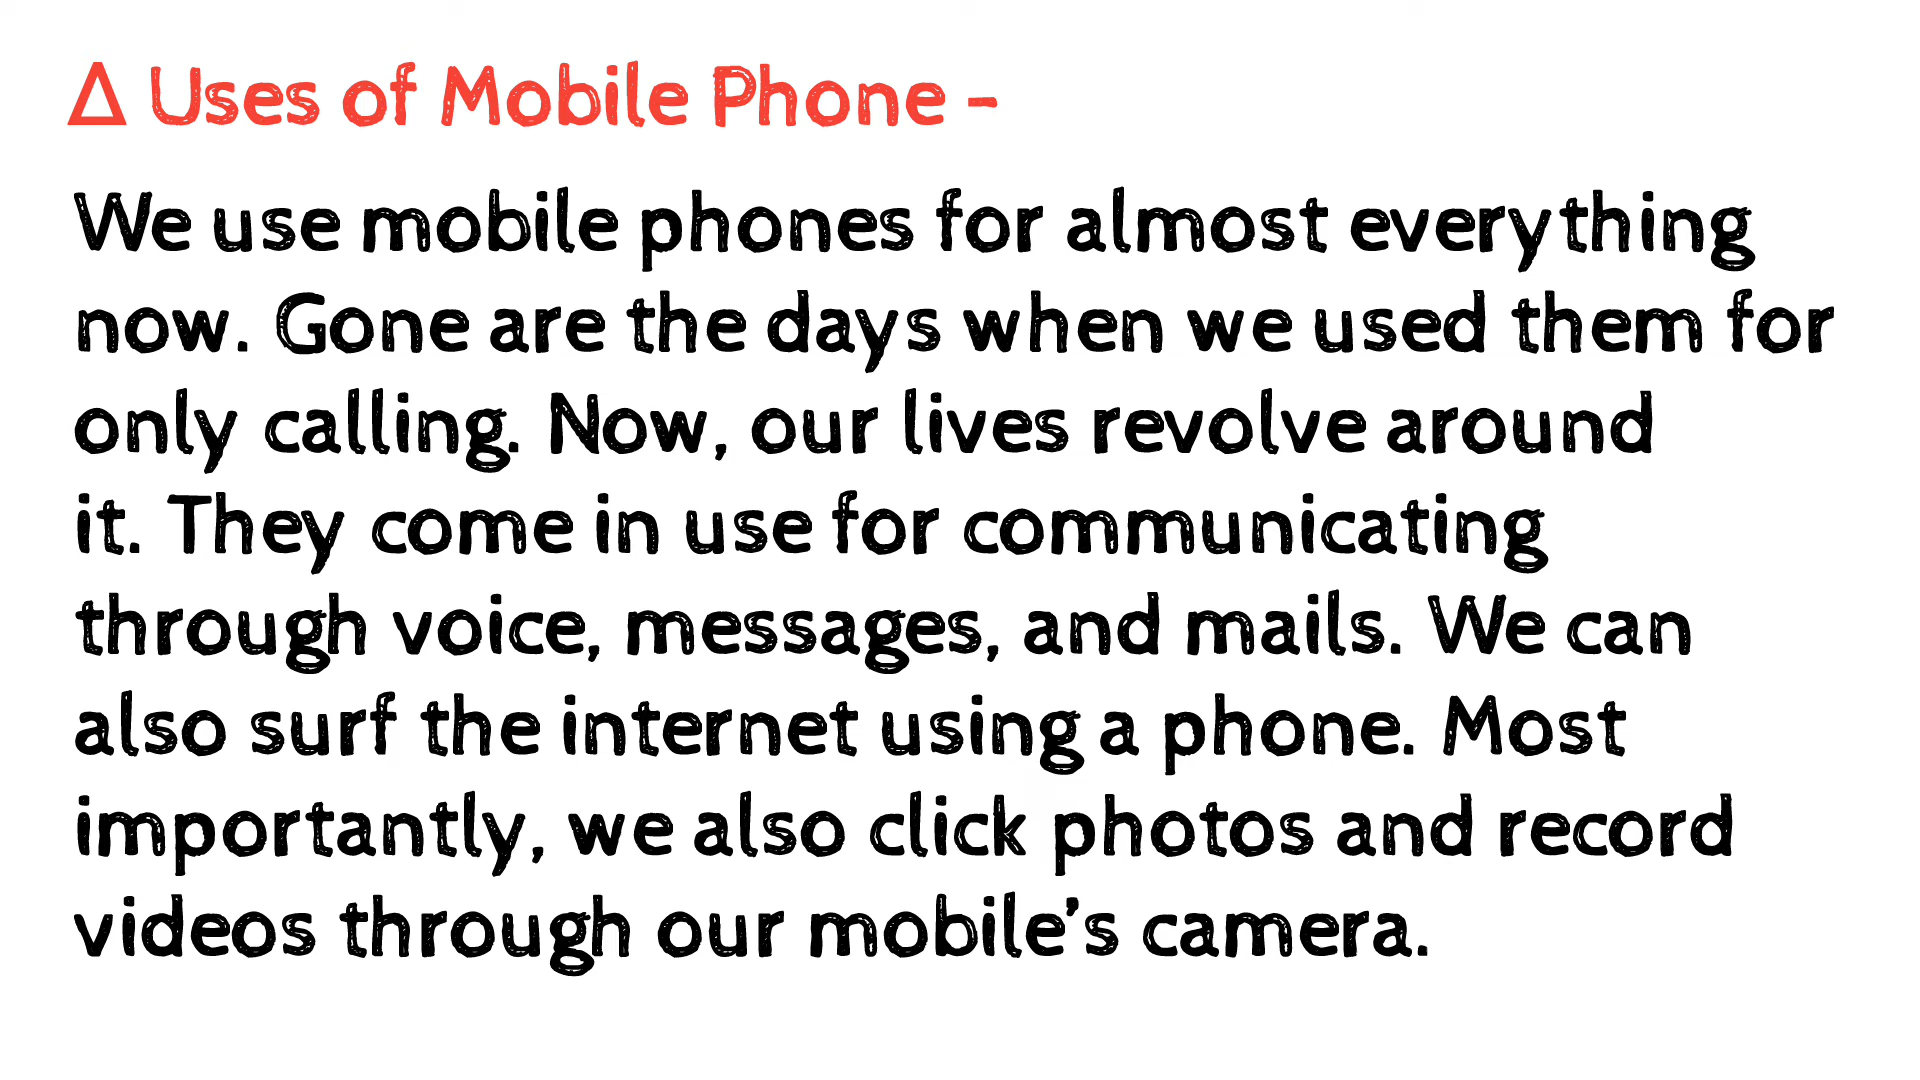 Δ Uses of Mobile Phone -
We use mobile phones for almost everything
now. Gone are the days when we used them for
only calling. Now, our lives revolve around
it. They come in use for communicating
through voice, messages, and mails. We can
also surf the internet using a phone. Most
importantly, we also click photos and record
videos through our mobile’s camera.